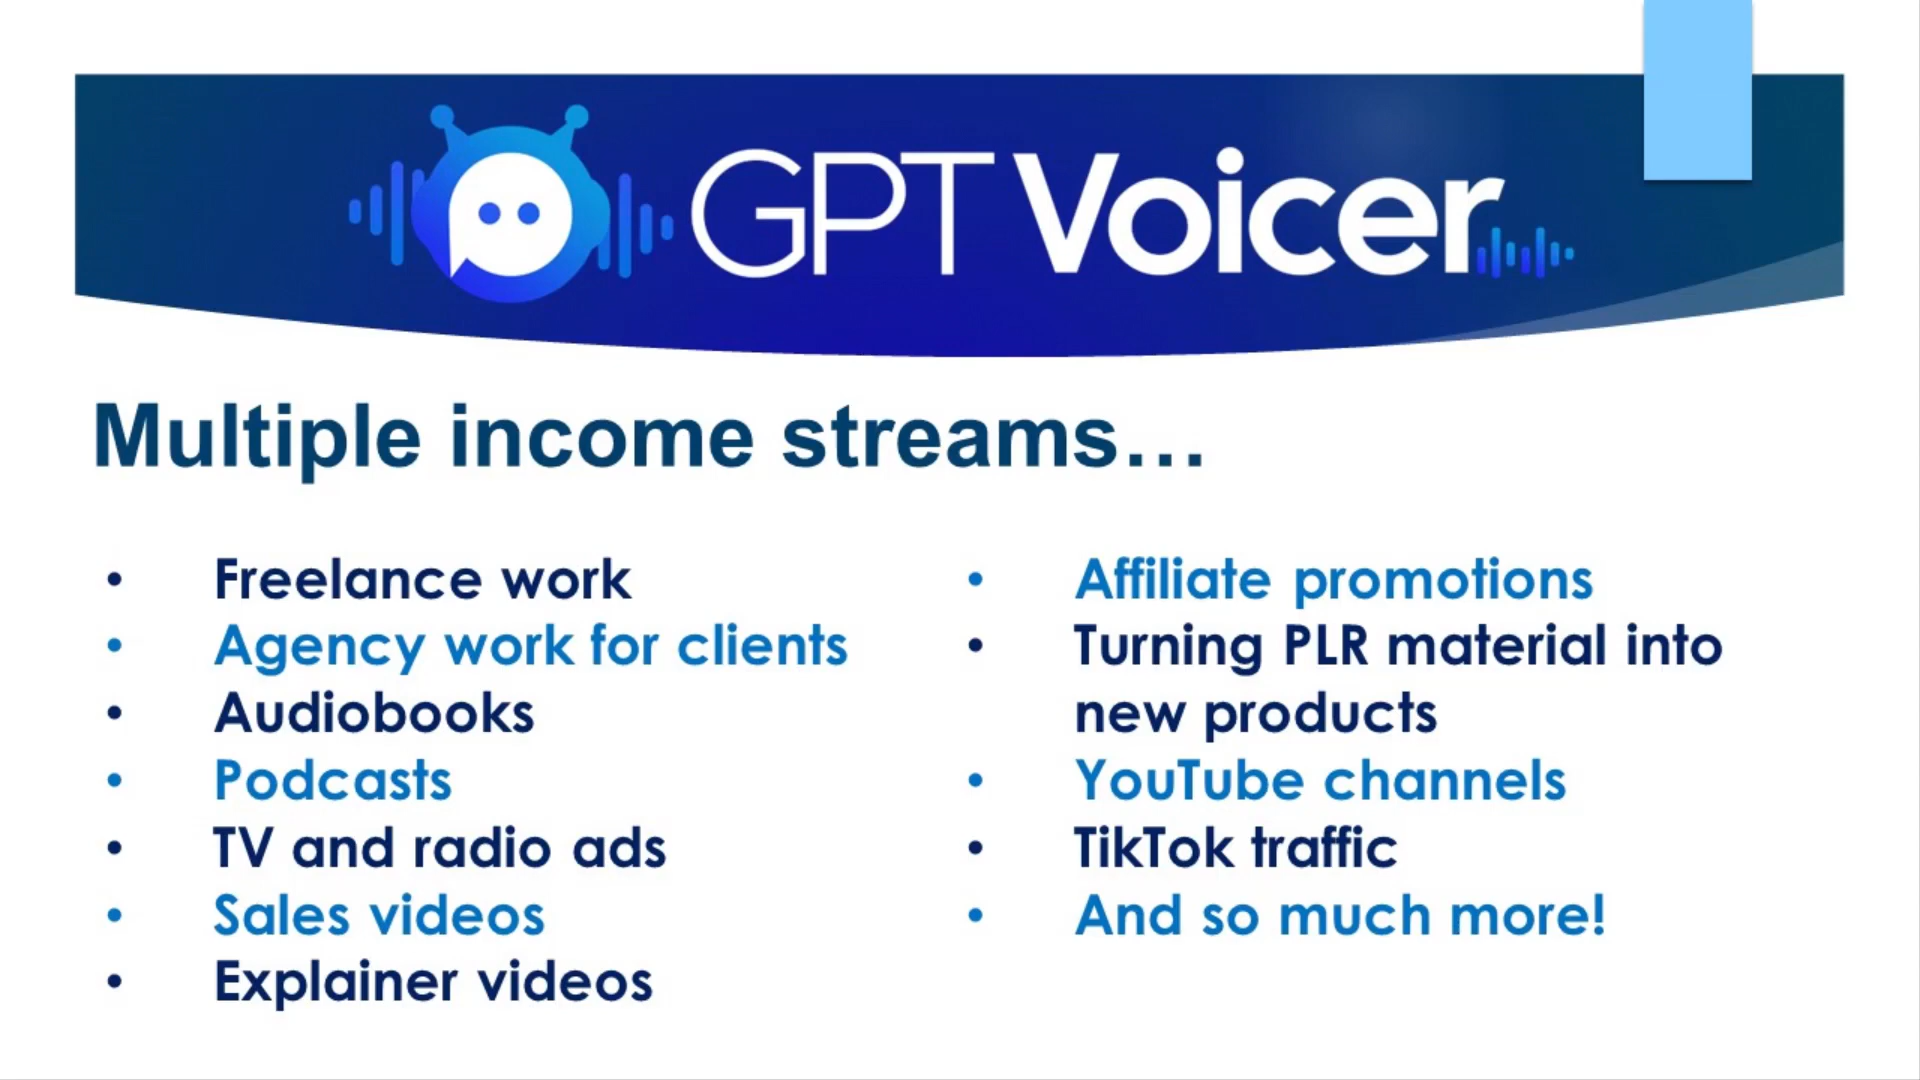 GPT Voicer
Multiple income streams...
• Freelance work
• Agency work for clients
• Audiobooks
• Podcasts
• TV and radio ads
• Sales videos
• Explainer videos
• Affiliate promotions
• Turning PLR material into
new products
• YouTube channels
• TikTok traffic
• And so much more!